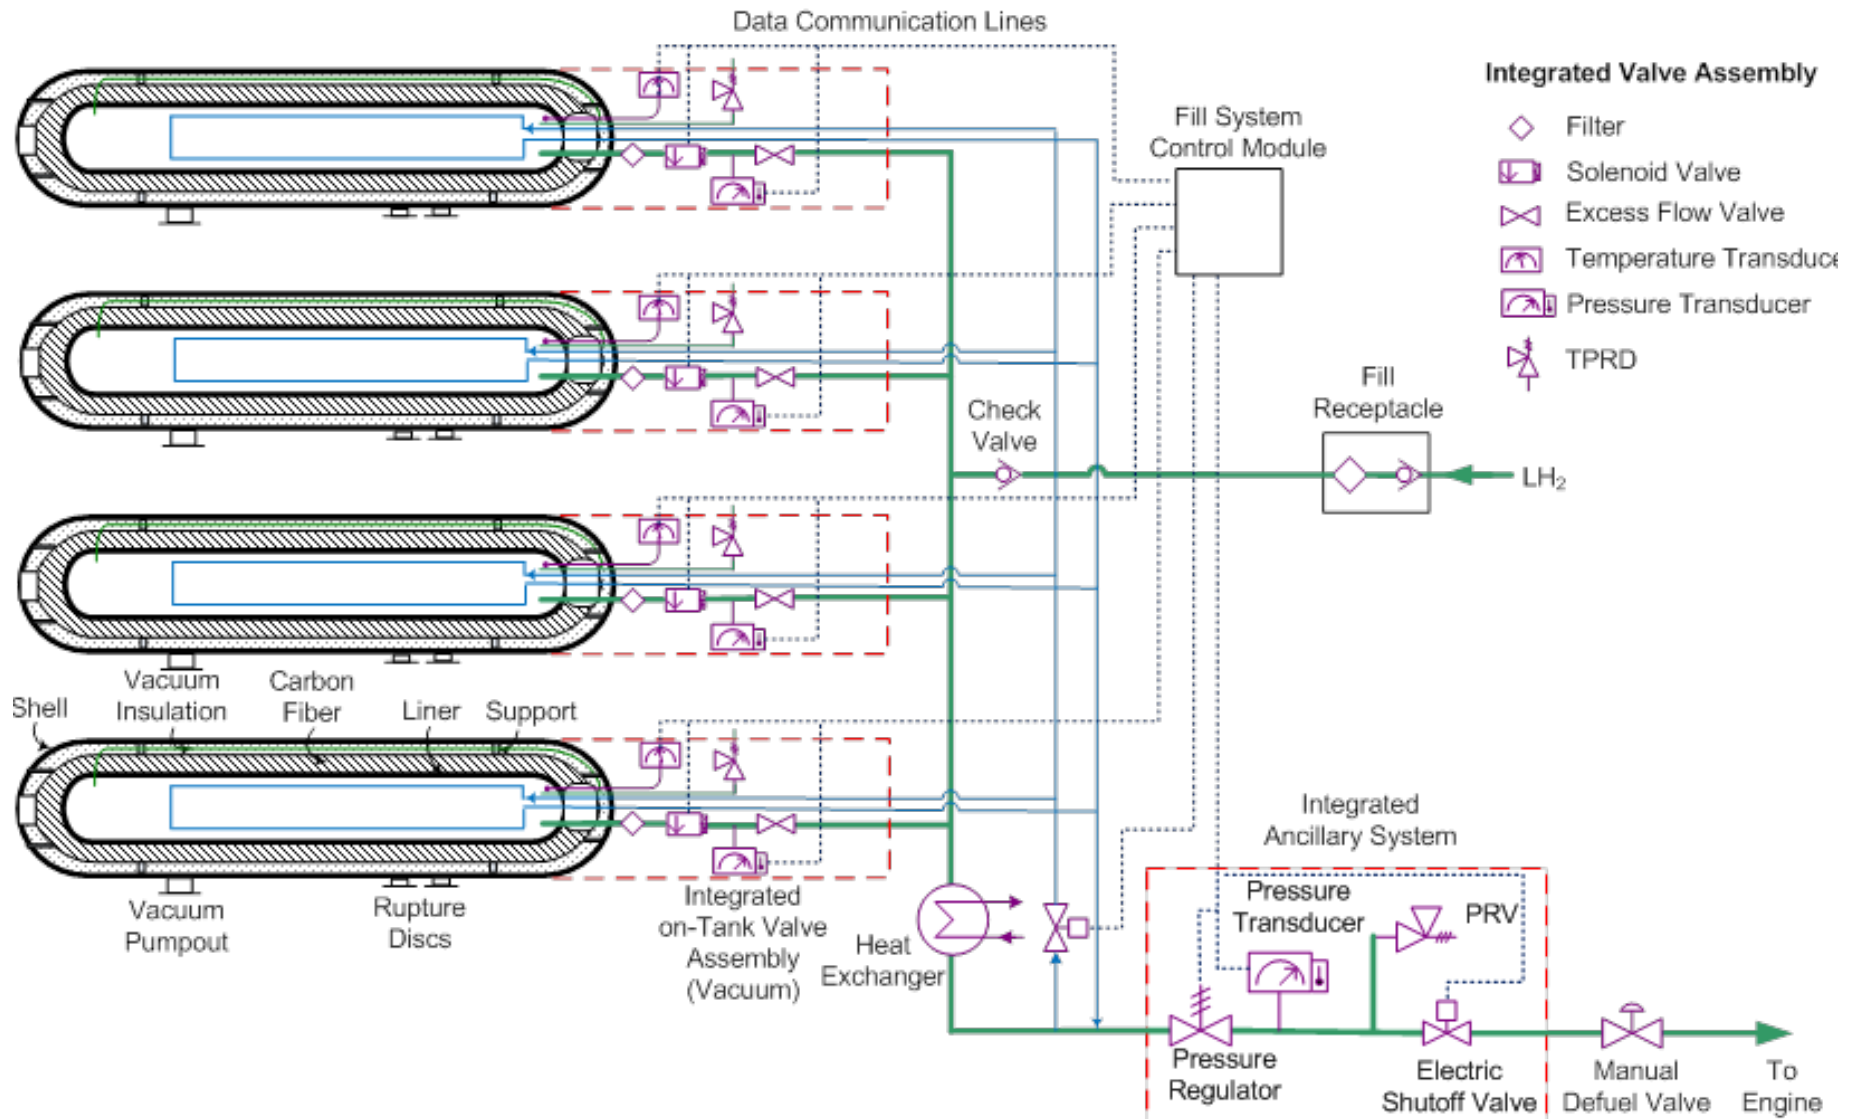 Data Communication Lines
Integrated Valve Assembly
Filter
Solenoid Valve
Excess Flow Valve
Temperature Transduce
Pressure Transducer
TPRD
Fill System
Control Module
Fill
Receptacle
Check
Valve
LH₂
Vacuum
Insulation
Carbon
Fiber
Shell
Liner
Support
Vacuum
Pumpout
Rupture
Discs
Integrated
on-Tank Valve
Assembly
(Vacuum)
Heat
Exchanger
Integrated
Ancillary System
Pressure
Transducer
PRV
Pressure
Regulator
Electric
Shutoff Valve
Manual
Defuel Valve
To
Engine